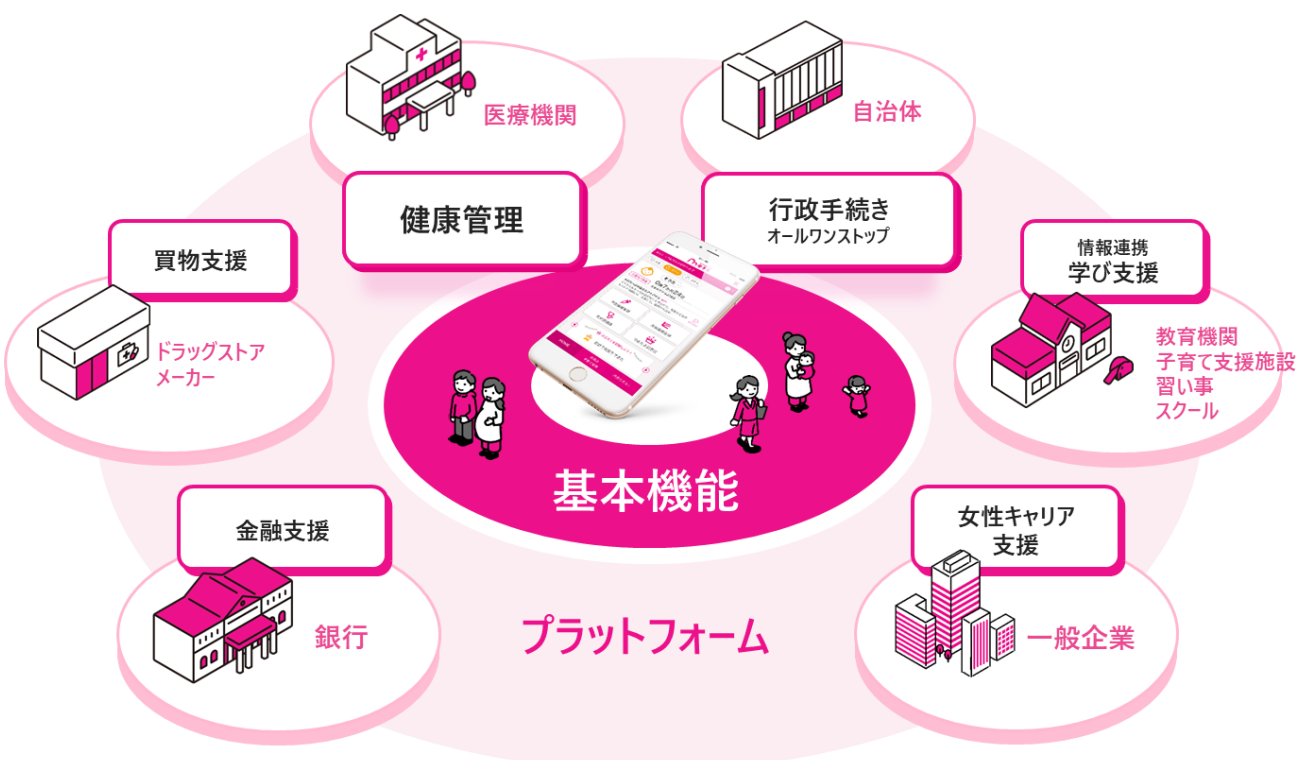 医療機関
自治体
健康管理
行政手続き
オールワンストップ
買物支援
情報連携
学び支援
ドラッグストア
メーカー
教育機関
子育て支援施設
習い事
スクール
基本機能
金融支援
女性キャリア
支援
銀行
プラットフォーム
一般企業